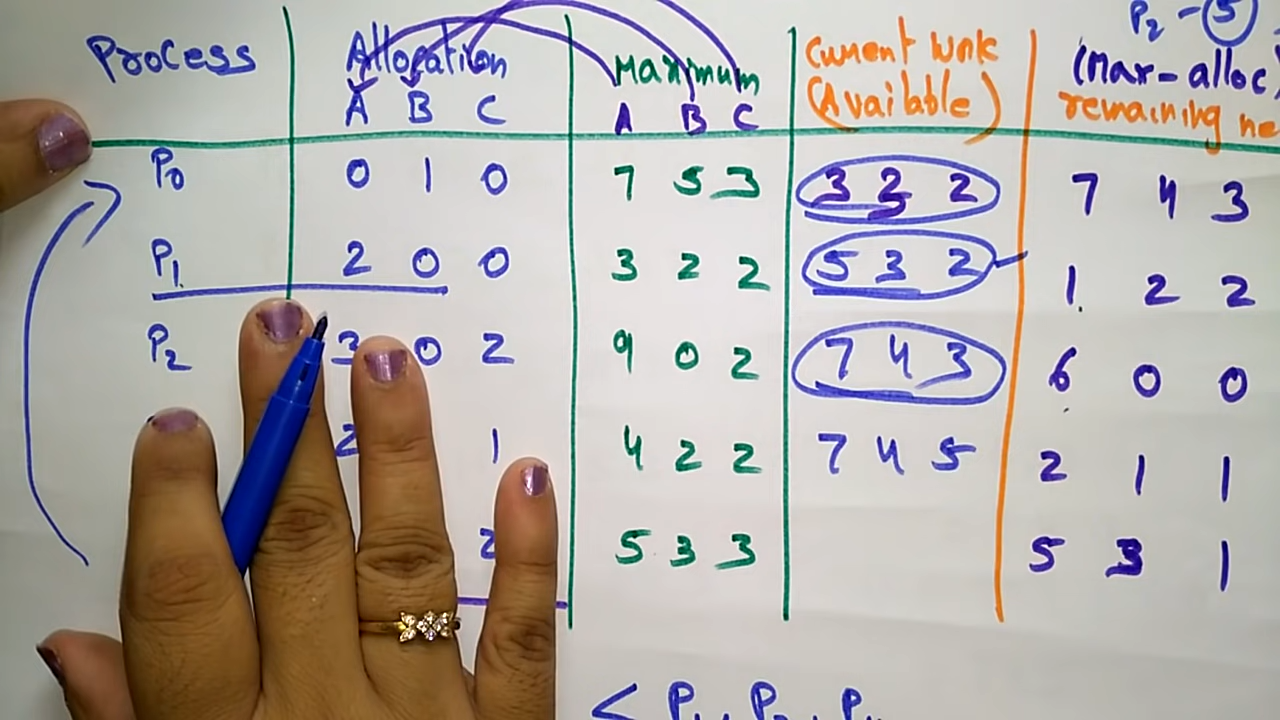 P2 - 5
Process Allocation Maximum Current Work (Max - alloc)
A B C A B C (Available) remaining ne
P0 0 1 0 7 5 3 3 3 2 7 4 3
P1 2 0 0 3 2 2 5 3 2 1 2 2
P2 3 0 2 9 0 2 7 4 3 6 0 0
2 1 4 2 2 7 4 5 2 1 1
2 5 3 3 5 3 1
< P1, P3, P4